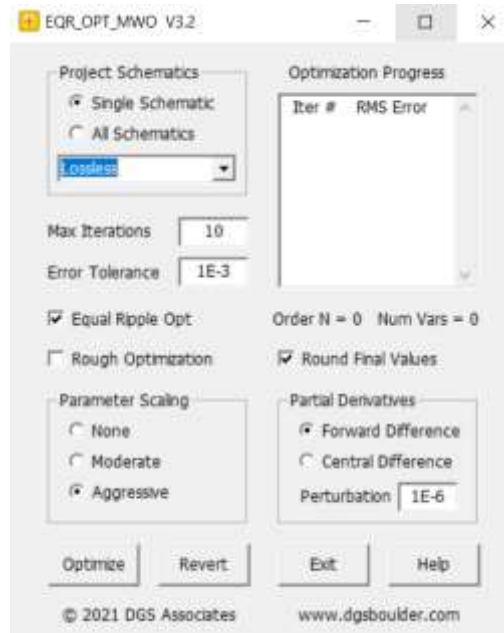 EQR_OPT_MWO V3.2
Project Schematics
Single Schematic
All Schematics
Lossless
Optimization Progress
Iter # RMS Error
Max Iterations 10
Error Tolerance 1E-3
Equal Ripple Opt
Order N = 0 Num Vars = 0
Rough Optimization
Round Final Values
Parameter Scaling
None
Moderate
Aggressive
Partial Derivatives
Forward Difference
Central Difference
Perturbation 1E-6
Optimize Revert Exit Help
© 2021 DGS Associates www.dgsboulder.com